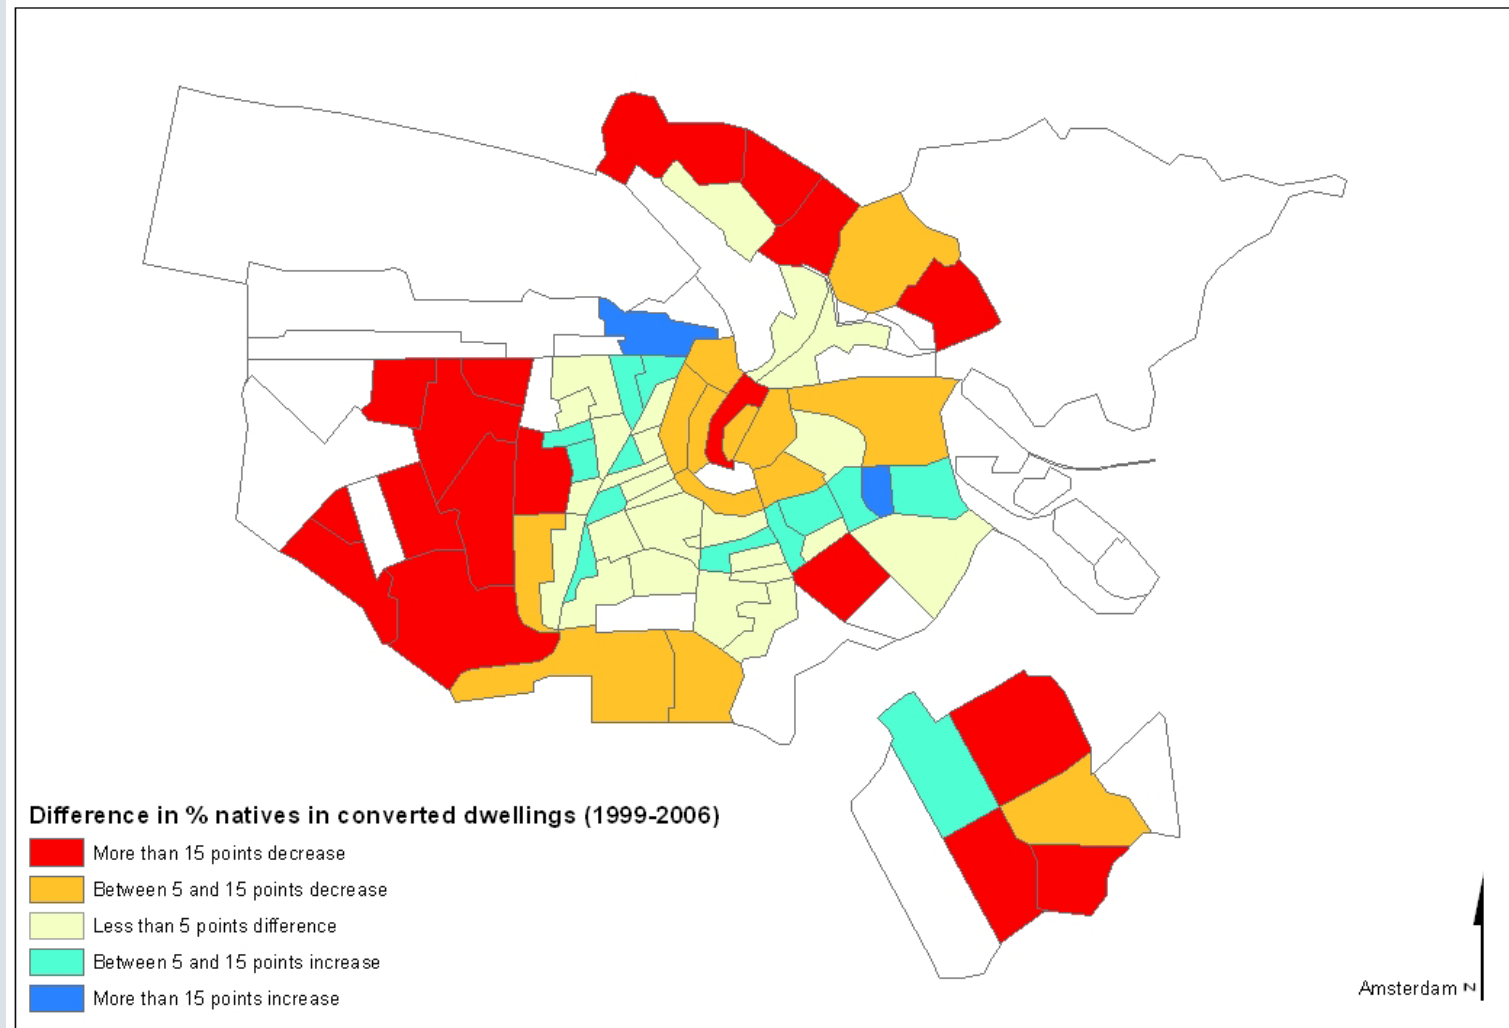 Difference in % natives in converted dwellings (1999-2006)
More than 15 points decrease
Between 5 and 15 points decrease
Less than 5 points difference
Between 5 and 15 points increase
More than 15 points increase
Amsterdam N